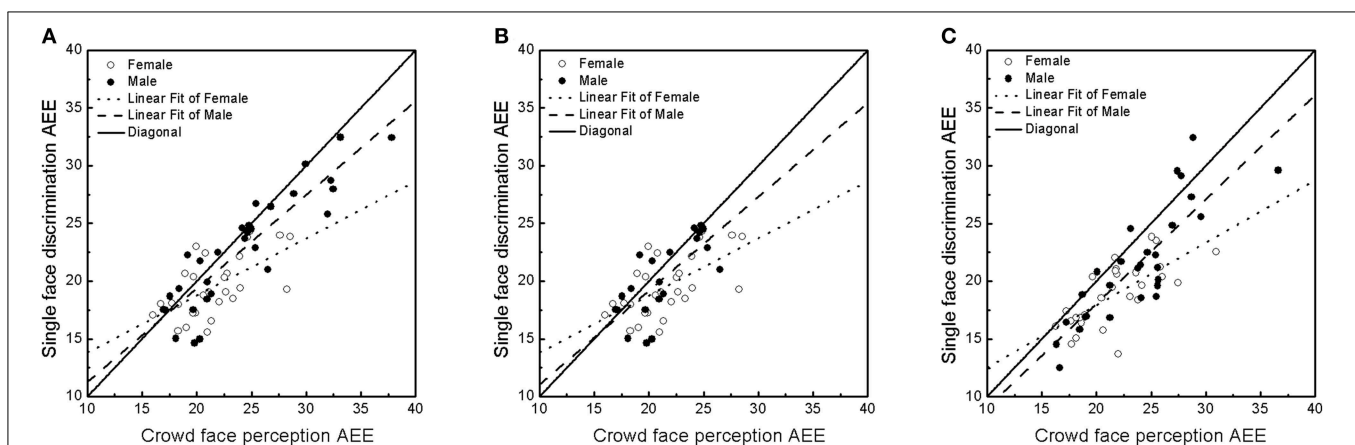 A
Single face discrimination AEE
40
35
30
25
20
15
10
Female
Male
Linear Fit of Female
Linear Fit of Male
Diagonal
10 15 20 25 30 35 40
Crowd face perception AEE
B
Single face discrimination AEE
40
35
30
25
20
15
10
Female
Male
Linear Fit of Female
Linear Fit of Male
Diagonal
10 15 20 25 30 35 40
Crowd face perception AEE
C
Single face discrimination AEE
40
35
30
25
20
15
10
Female
Male
Linear Fit of Female
Linear Fit of Male
Diagonal
10 15 20 25 30 35 40
Crowd face perception AEE